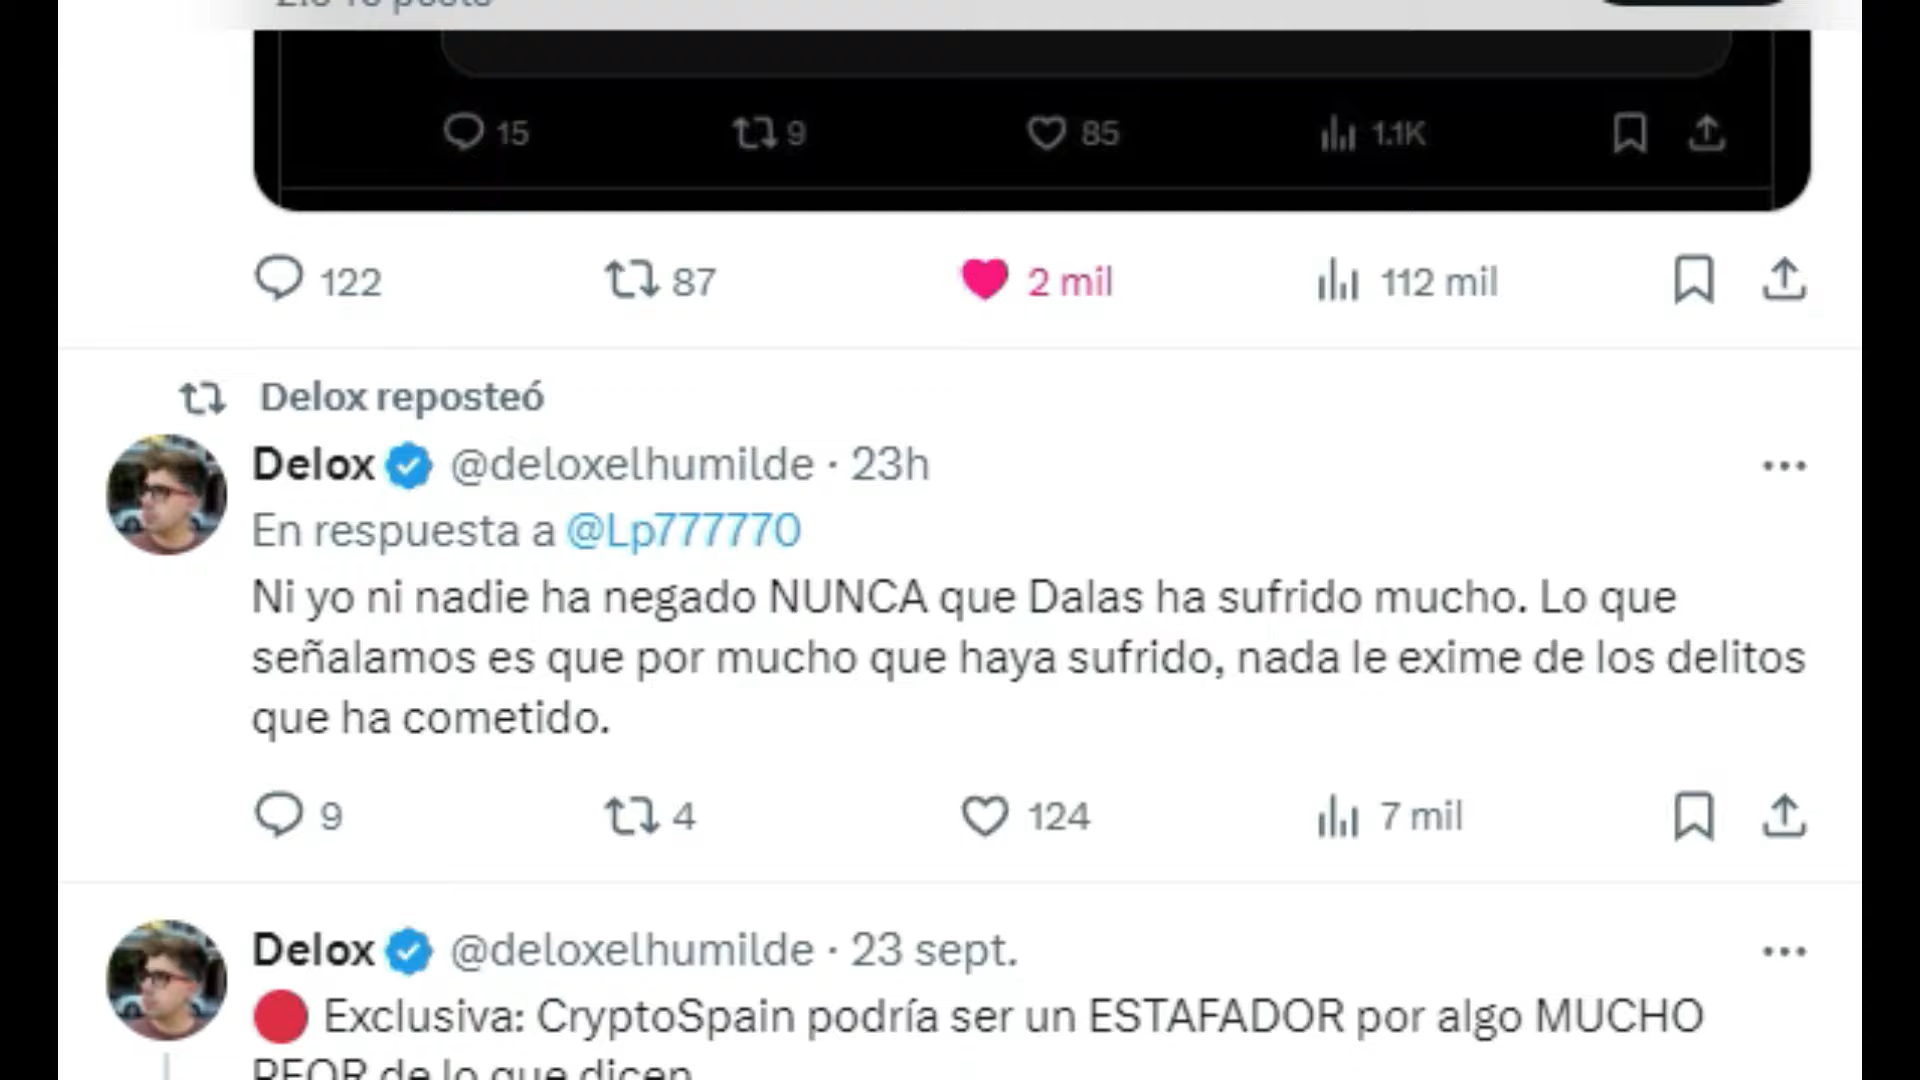 15 9 85 1.1K
122 87 2 mil 112 mil
Delox reposteó
Delox @deloxelhumilde · 23h
En respuesta a @Lp777770
Ni yo ni nadie ha negado NUNCA que Dalas ha sufrido mucho. Lo que
señalamos es que por mucho que haya sufrido, nada le exime de los delitos
que ha cometido.
9 4 124 7 mil
Delox @deloxelhumilde · 23 sept.
Exclusiva: CryptoSpain podría ser un ESTAFADOR por algo MUCHO
PEOR de lo que dicen